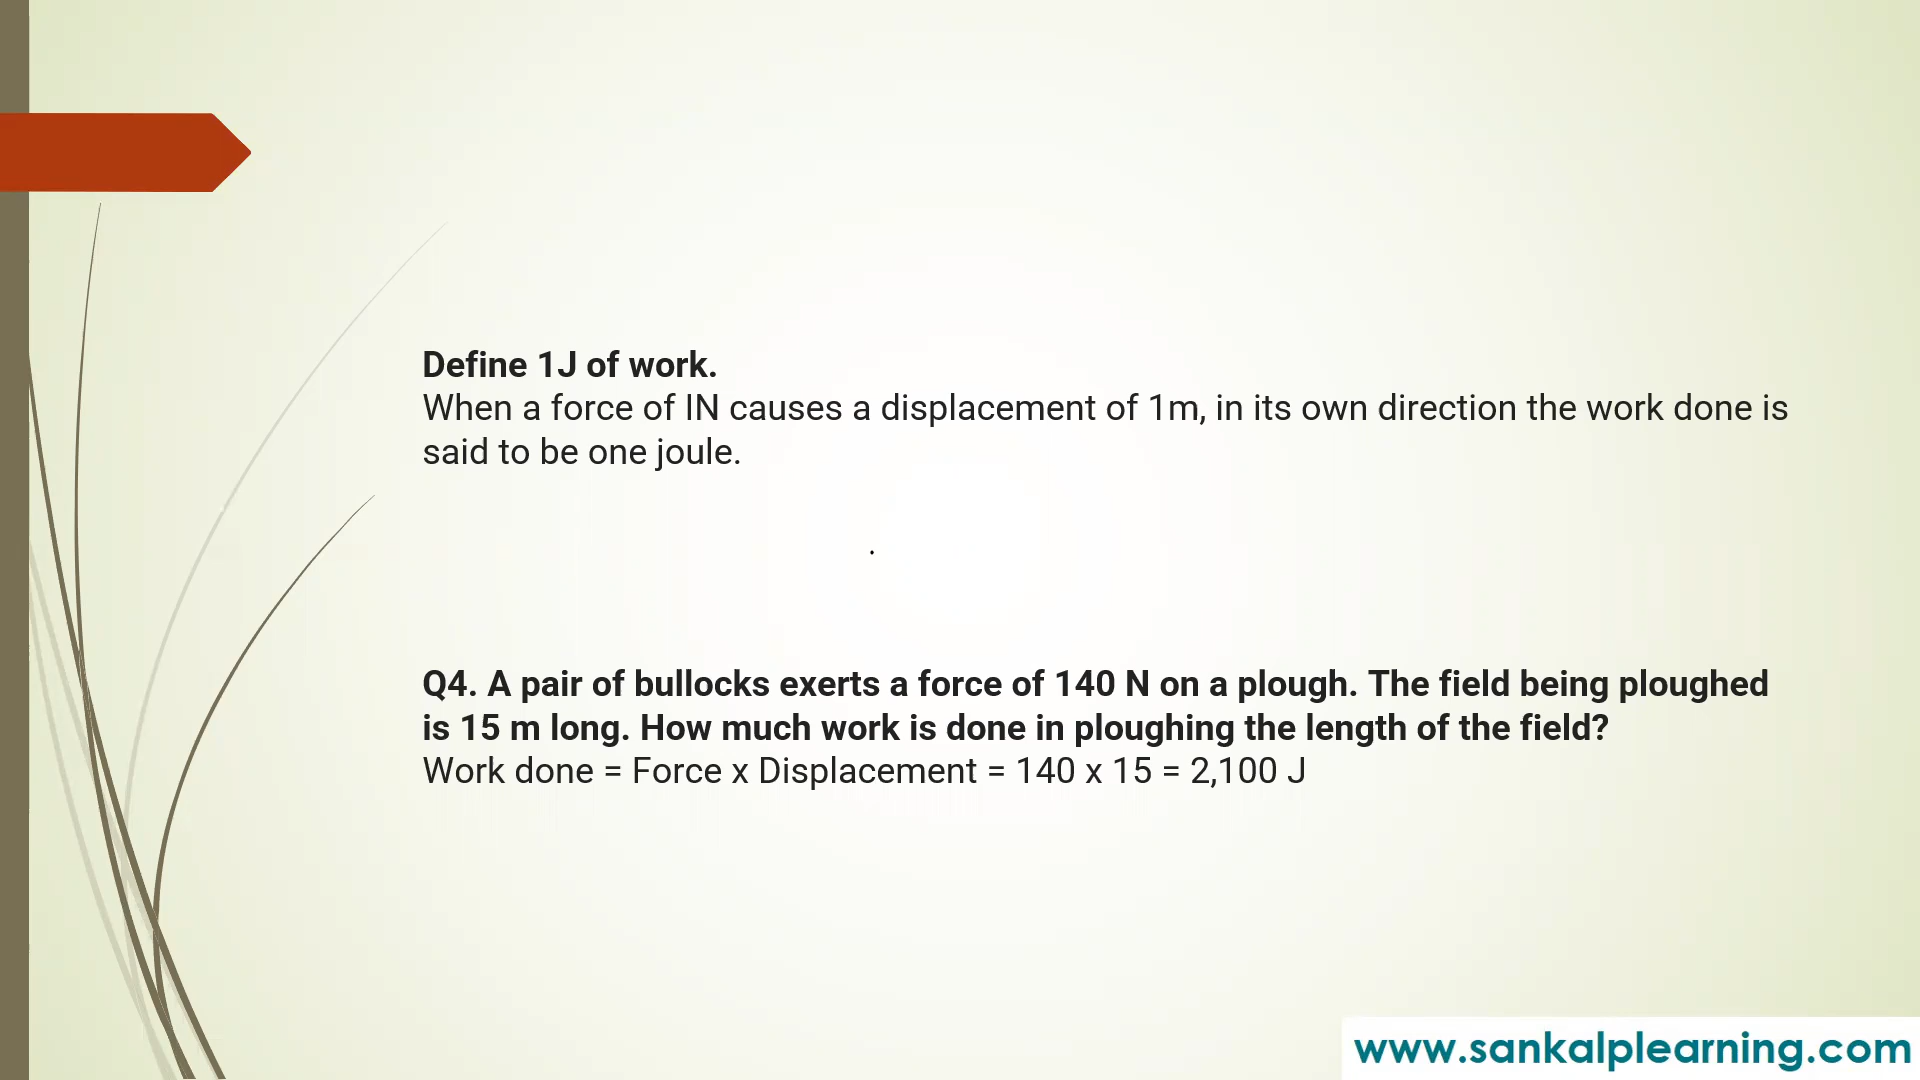 Define 1J of work.
When a force of IN causes a displacement of 1m, in its own direction the work done is
said to be one joule.
Q4. A pair of bullocks exerts a force of 140 N on a plough. The field being ploughed
is 15 m long. How much work is done in ploughing the length of the field?
Work done = Force x Displacement = 140 x 15 = 2,100 J
www.sankalplearning.com